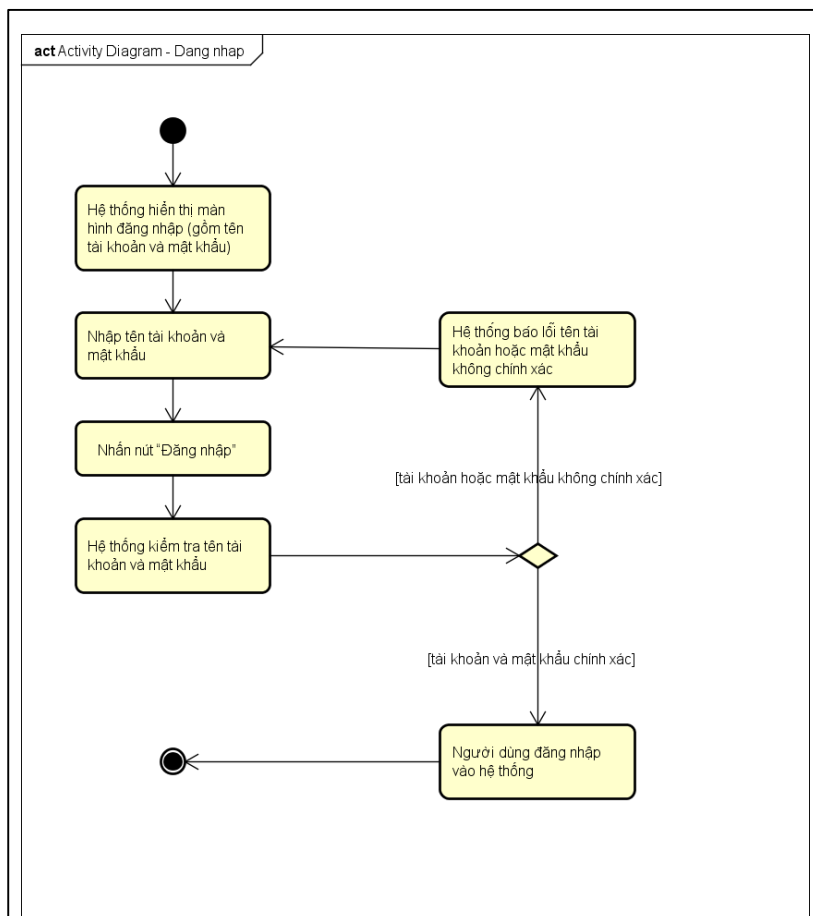 act Activity Diagram - Dang nhap
Hệ thống hiển thị màn
hình đăng nhập (gồm tên
tài khoản và mật khẩu)
Nhập tên tài khoản và
mật khẩu
Hệ thống báo lỗi tên tài
khoản hoặc mật khẩu
không chính xác
Nhấn nút “Đăng nhập”
[tài khoản hoặc mật khẩu không chính xác]
Hệ thống kiểm tra tên tài
khoản và mật khẩu
[tài khoản và mật khẩu chính xác]
Người dùng đăng nhập
vào hệ thống